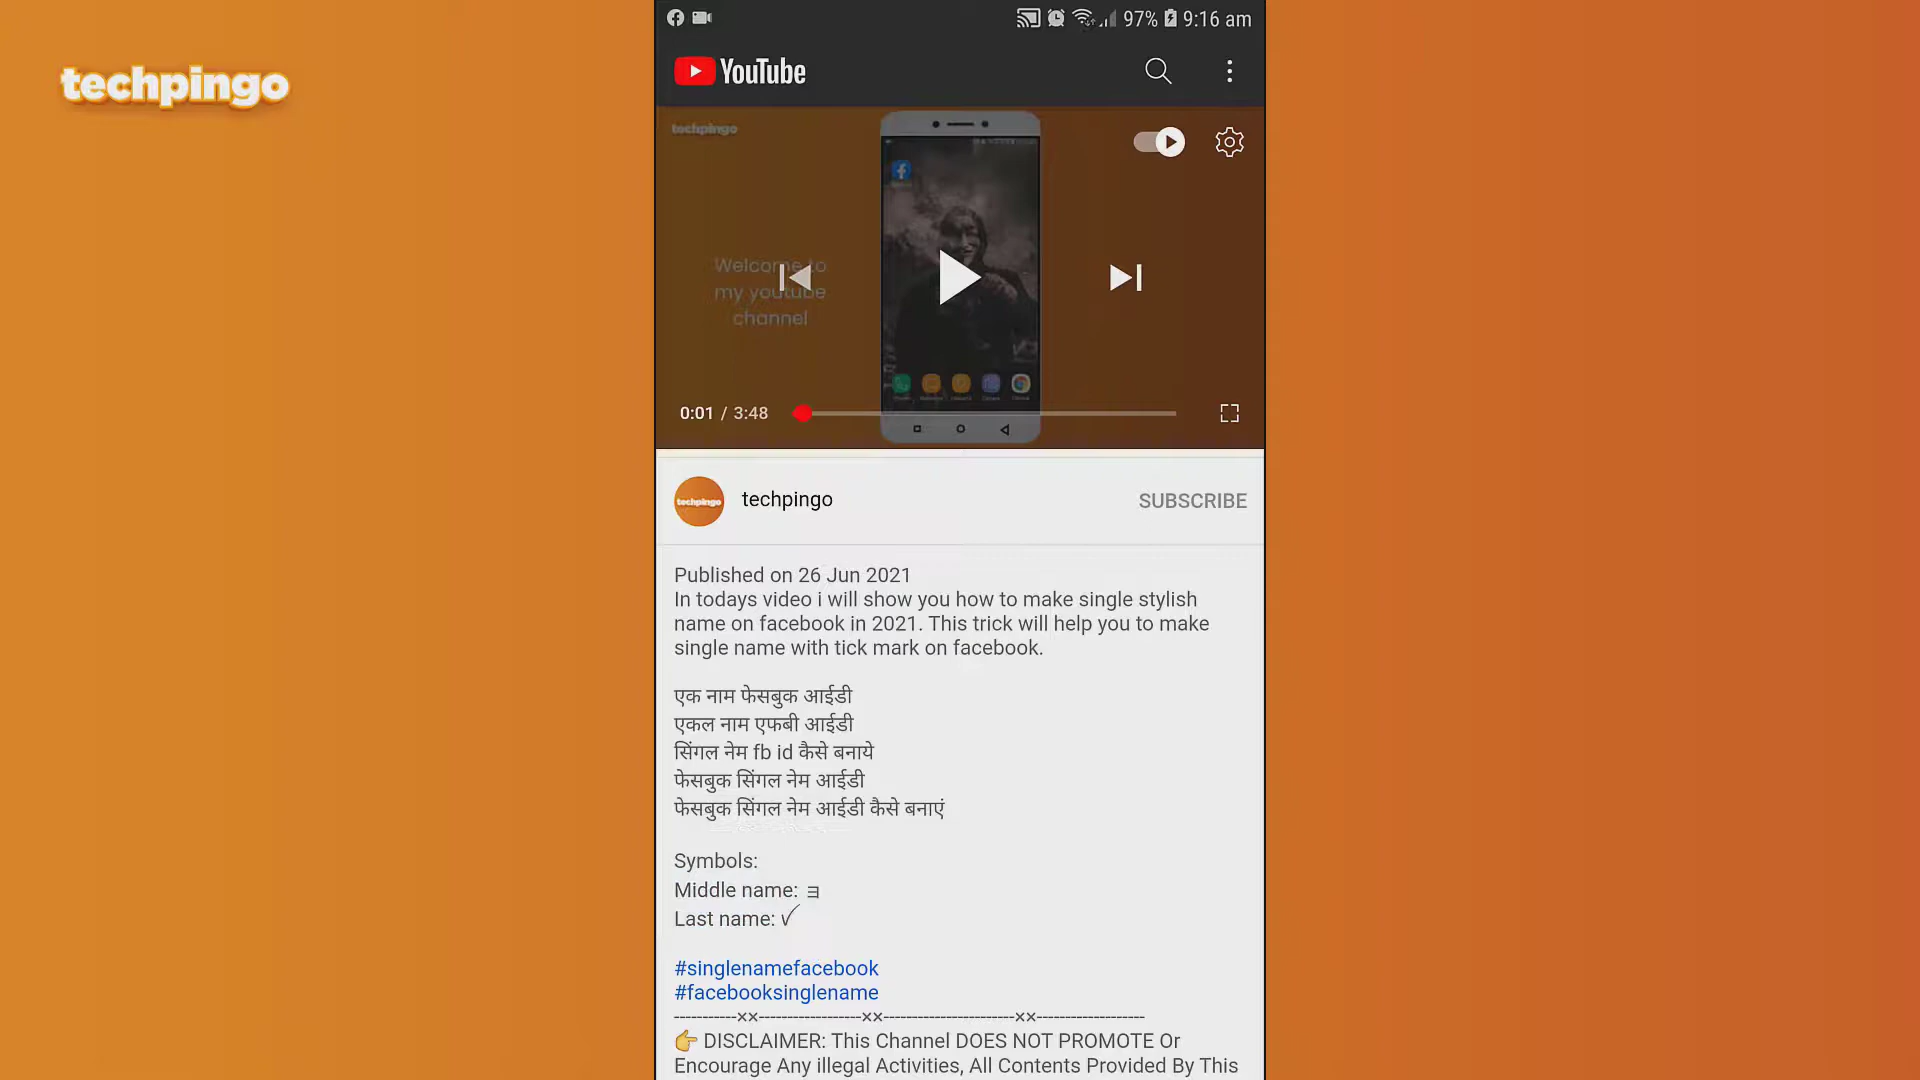 techpingo
97% 9:16 am
YouTube
techpingo
Welcome to
my youtube
channel
0:01 / 3:48
techpingo
techpingo
SUBSCRIBE
Published on 26 Jun 2021
In todays video i will show you how to make single stylish
name on facebook in 2021. This trick will help you to make
single name with tick mark on facebook.
एक नाम फेसबुक आईडी
एकल नाम एफबी आईडी
सिंगल नेम fb id कैसे बनाये
फेसबुक सिंगल नेम आईडी
फेसबुक सिंगल नेम आईडी कैसे बनाएं
Symbols:
Middle name: ヨ
Last name: ✓
#singlenamefacebook
#facebooksinglename
-----------××------------------××-----------------------××-------------------
👉 DISCLAIMER: This Channel DOES NOT PROMOTE Or
Encourage Any illegal Activities, All Contents Provided By This